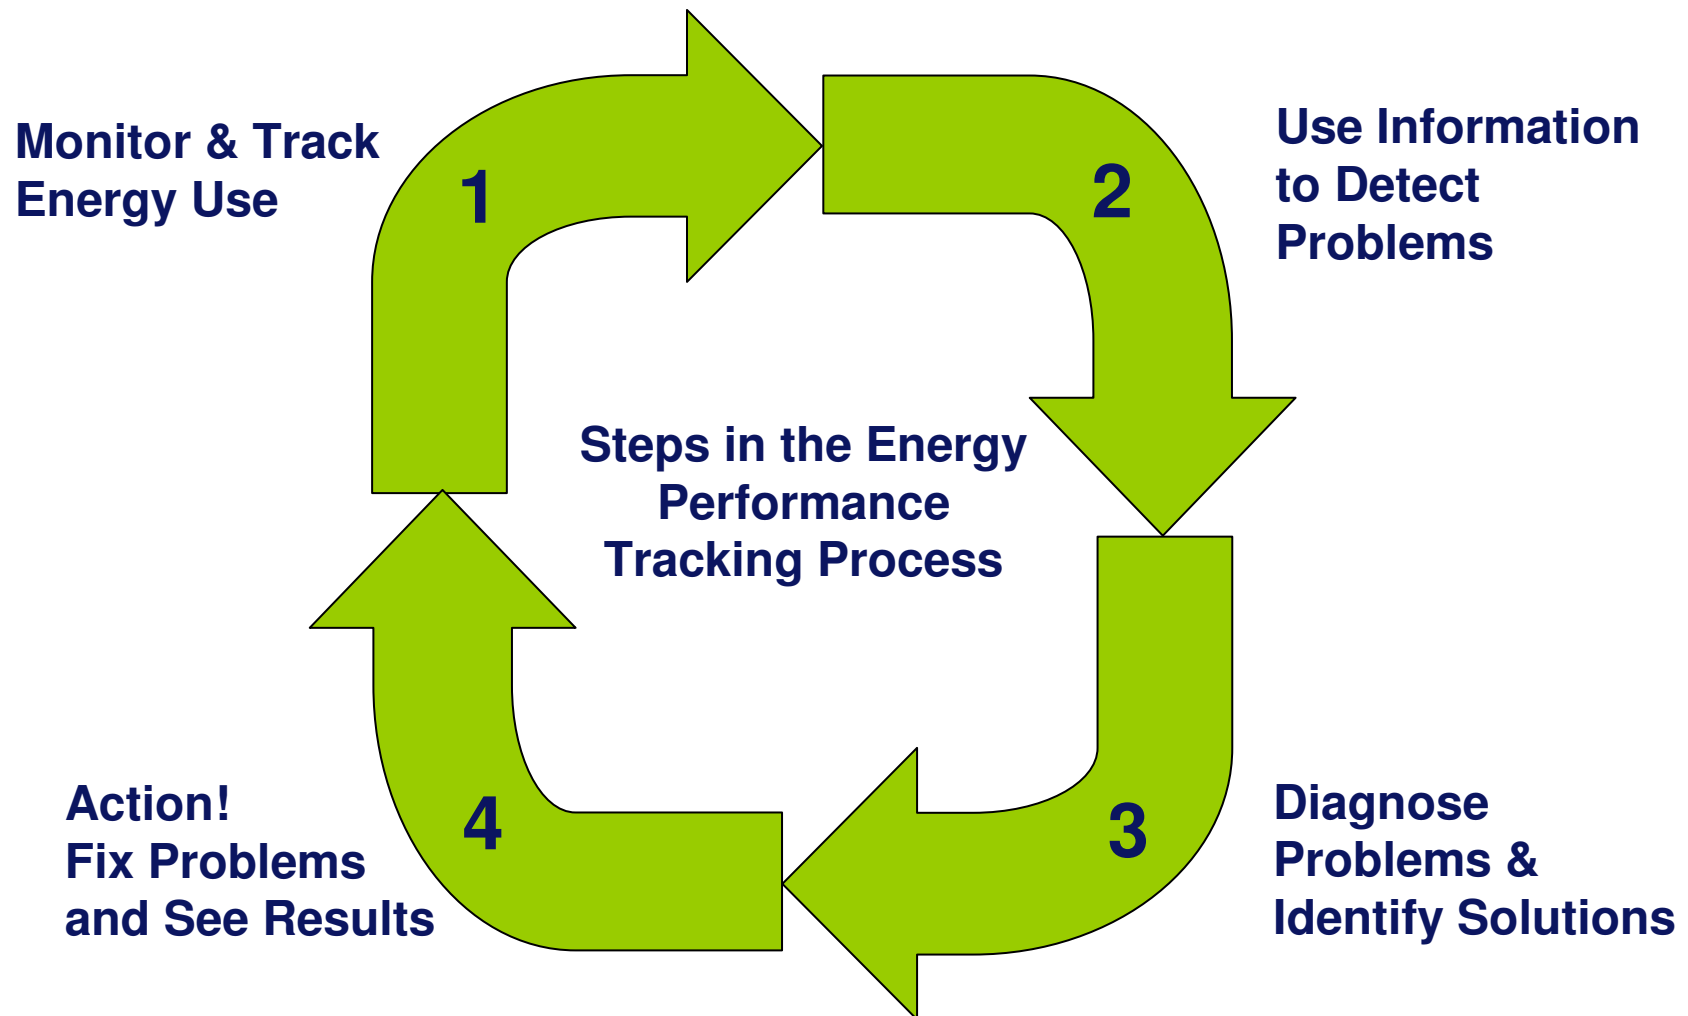 Monitor & Track
Energy Use
1
2
Use Information
to Detect
Problems
Steps in the Energy
Performance
Tracking Process
Action!
Fix Problems
and See Results
4
3
Diagnose
Problems &
Identify Solutions